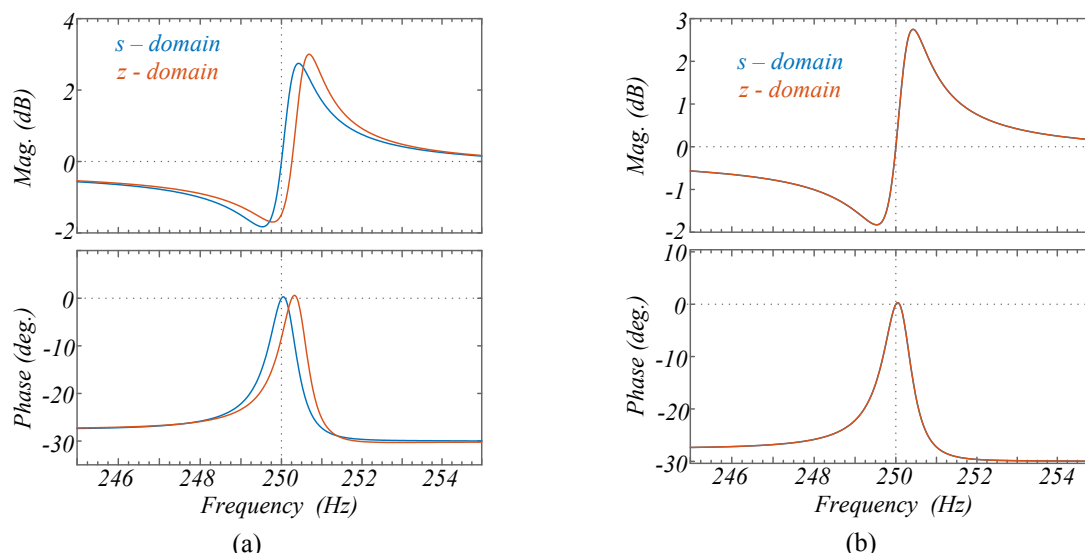 4
s – domain
z - domain
2
Mag. (dB)
0
-2
0
-10
Phase (deg.)
-20
-30
246 248 250 252 254
Frequency (Hz)
(a)
3
s – domain
z - domain
2
1
Mag. (dB)
0
-1
-2
10
0
Phase (deg.)
-10
-20
-30
246 248 250 252 254
Frequency (Hz)
(b)